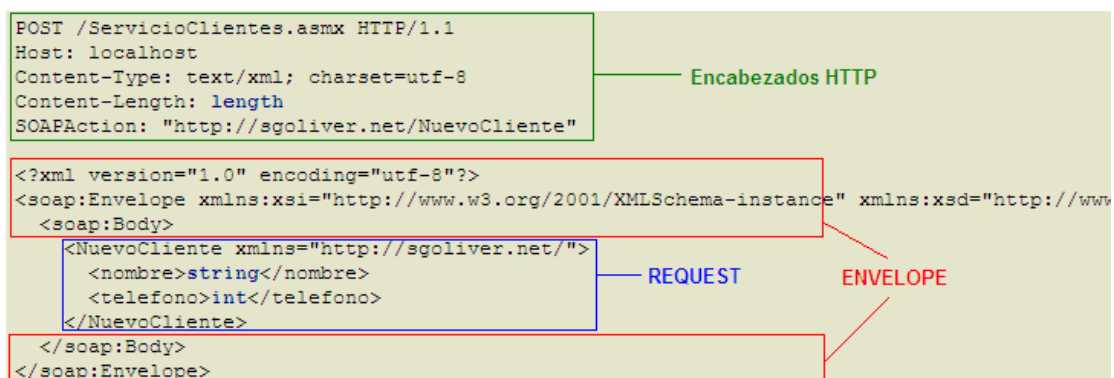 POST /ServicioClientes.asmx HTTP/1.1
Host: localhost
Content-Type: text/xml; charset=utf-8
Encabezados HTTP
Content-Length: length
SOAPAction: "http://sgoliver.net/NuevoCliente"
<?xml version="1.0" encoding="utf-8"?>
<soap:Envelope xmlns:xsi="http://www.w3.org/2001/XMLSchema-instance" xmlns:xsd="http://www
<soap:Body>
<NuevoCliente xmlns="http://sgoliver.net/">
<nombre>string</nombre>
REQUEST
ENVELOPE
<telefono>int</telefono>
</NuevoCliente>
</soap:Body>
</soap:Envelope>